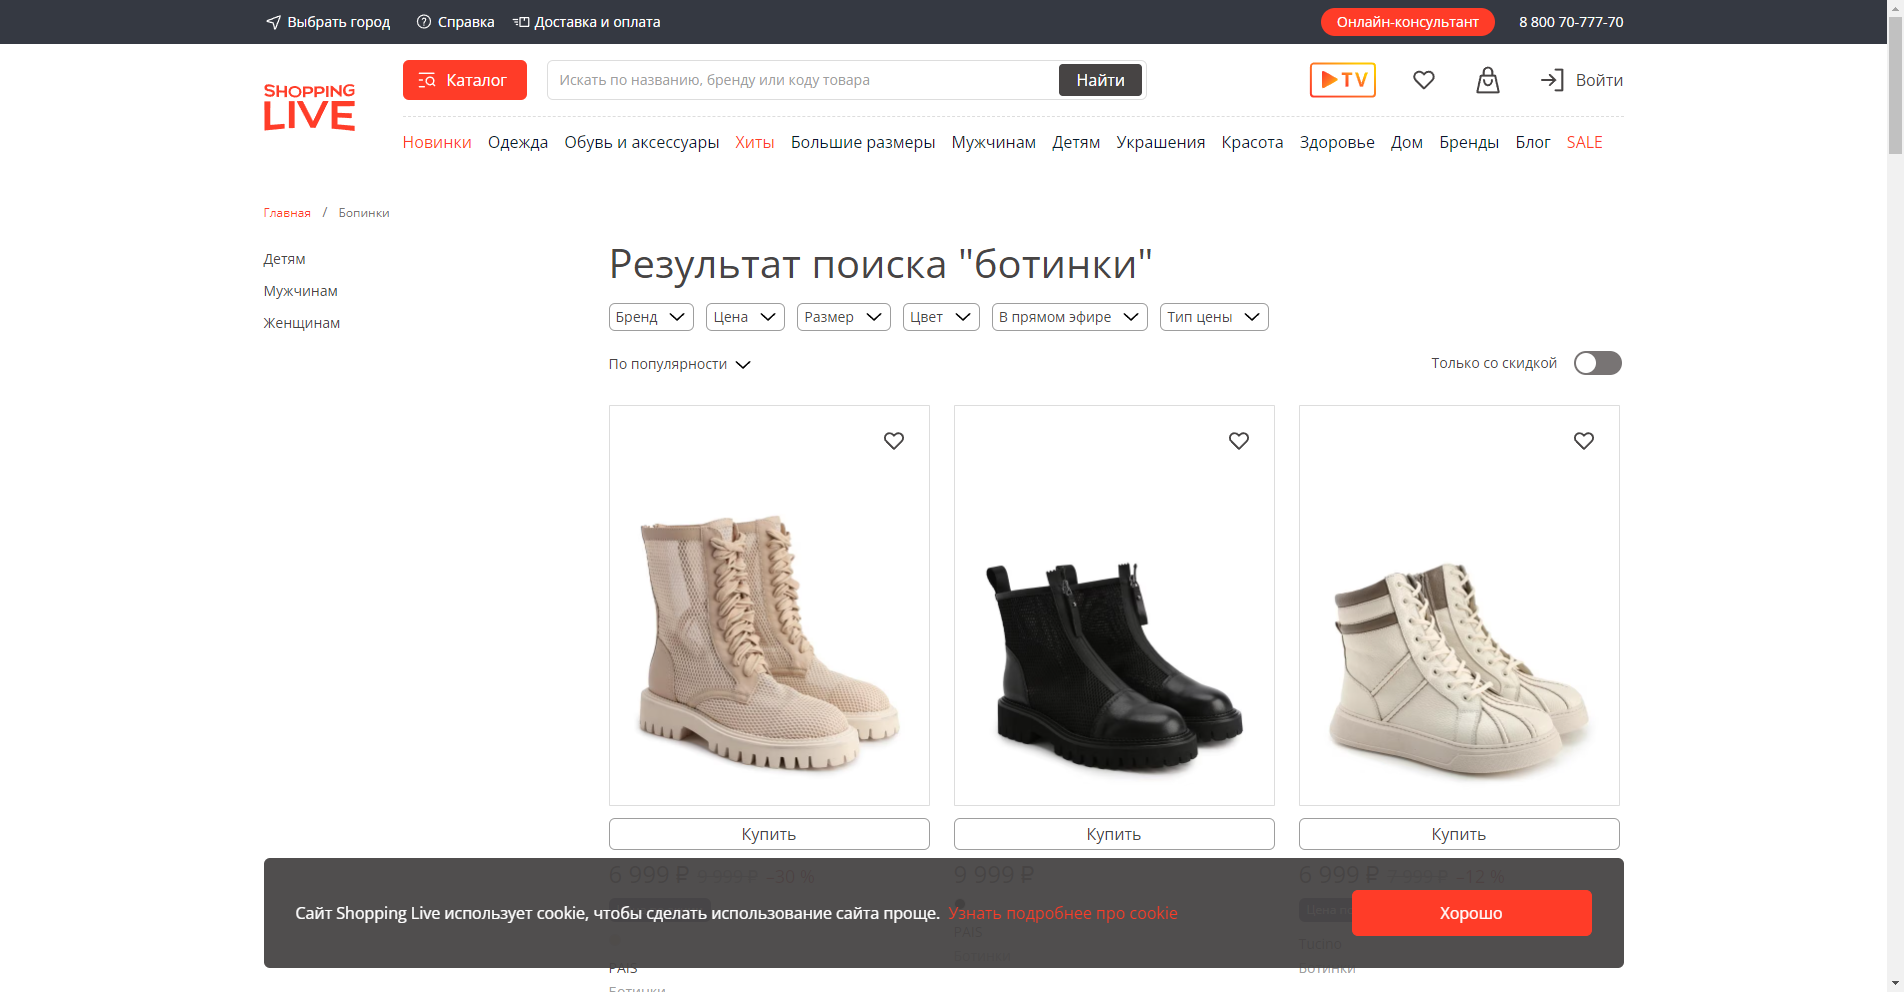 Выбрать город Справка Доставка и оплата Онлайн-консультант 8 800 70-777-70
SHOPPING
LIVE
Каталог Искать по названию, бренду или коду товара Найти TV Войти
Новинки Одежда Обувь и аксессуары Хиты Большие размеры Мужчинам Детям Украшения Красота Здоровье Дом Бренды Блог SALE
Главная / Бопинки
Детям
Мужчинам
Женщинам
Результат поиска "ботинки"
Бренд Цена Размер Цвет В прямом эфире Тип цены
По популярности Только со скидкой
Купить Купить Купить
6 999 ₽ 9 999 ₽ –30 % 9 999 ₽ 6 999 ₽ 7 999 ₽ –12 %
Сайт Shopping Live использует cookie, чтобы сделать использование сайта проще. Узнать подробнее про cookie Хорошо
PAIS
Ботинки
Tucino
Ботинки
PAIS
Ботинки